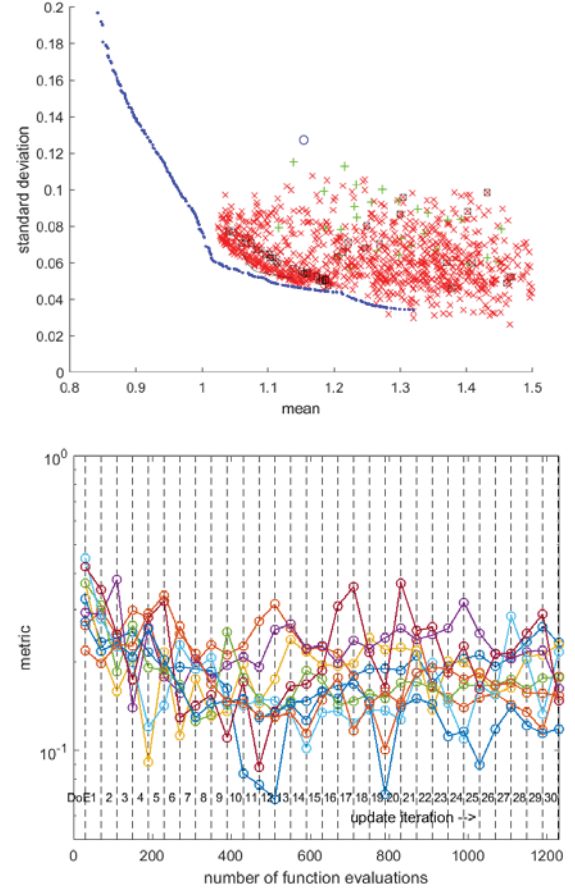 0.2
0.18
0.16
0.14
0.12
0.1
0.08
0.06
0.04
0.02
0
standard deviation
0.8 0.9 1 1.1 1.2 1.3 1.4 1.5
mean
10^0
metric
10^-1
DoE1 2 3 4 5 6 7 8 9 10 11 12 13 14 15 16 17 18 19 20 21 22 23 24 25 26 27 28 29 30
update iteration -->
0 200 400 600 800 1000 1200
number of function evaluations